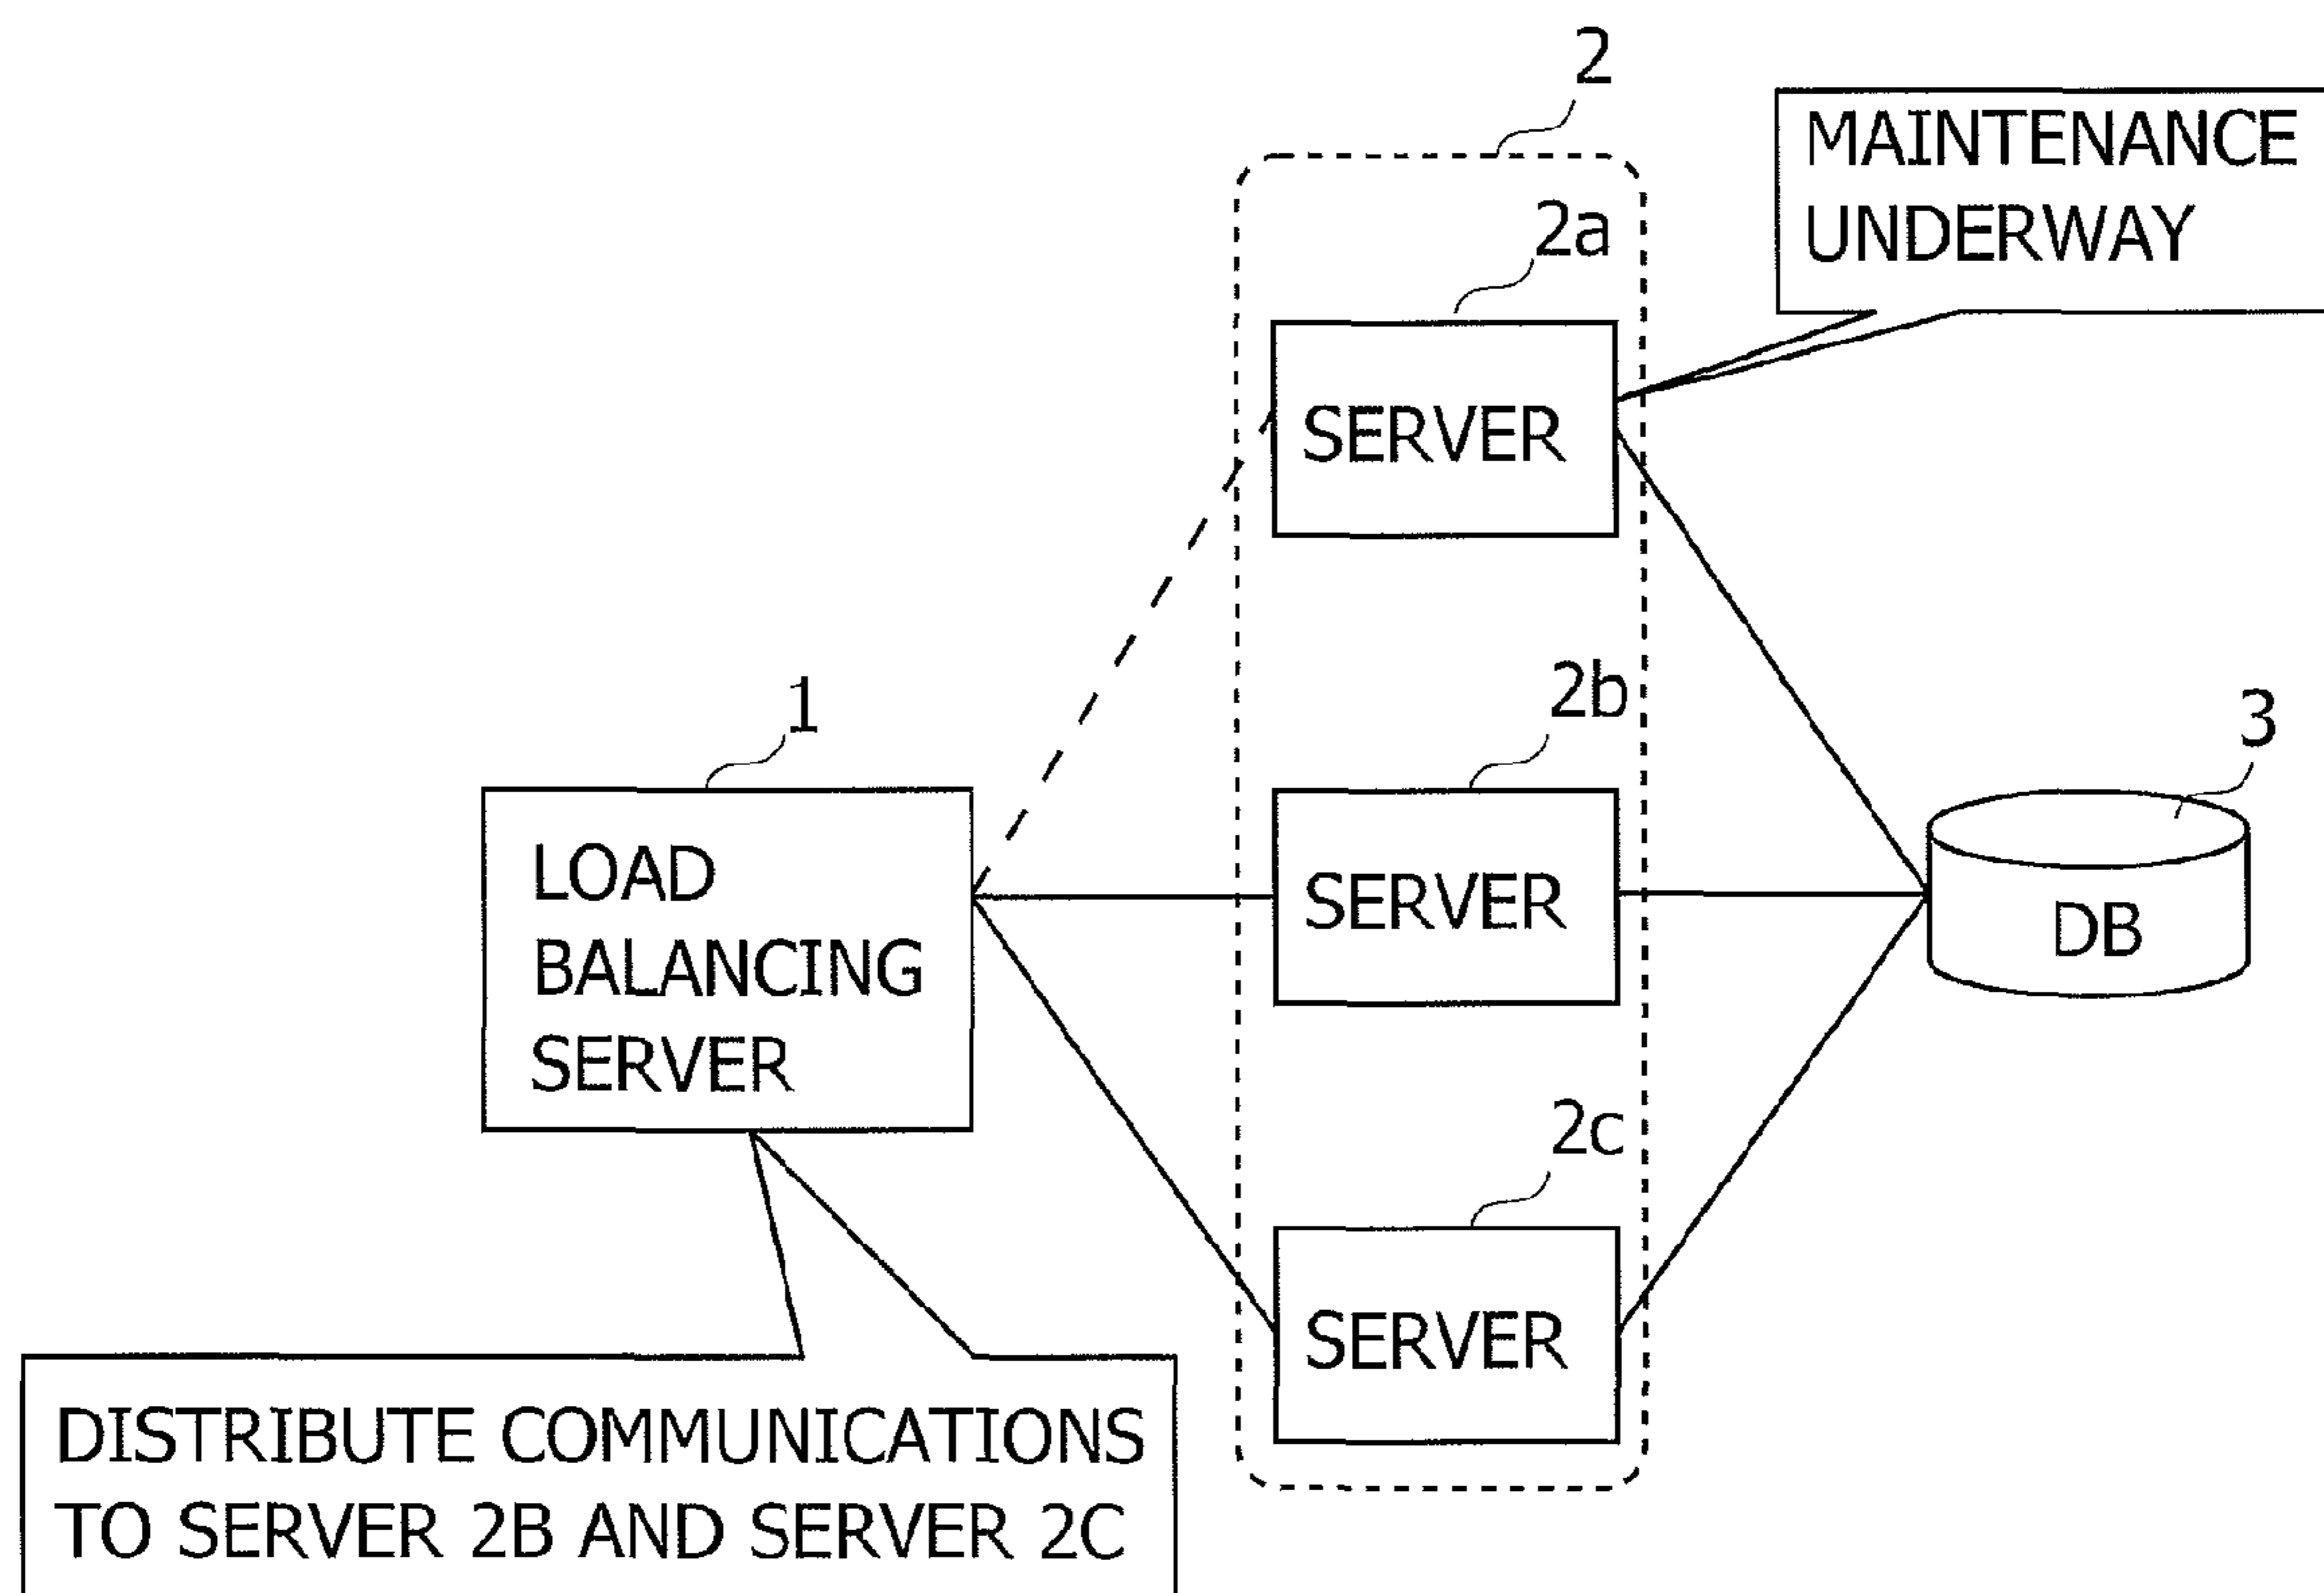 2
MAINTENANCE
UNDERWAY
2a
SERVER
2b
1
3
LOAD
BALANCING
SERVER
SERVER
DB
2c
SERVER
DISTRIBUTE COMMUNICATIONS
TO SERVER 2B AND SERVER 2C